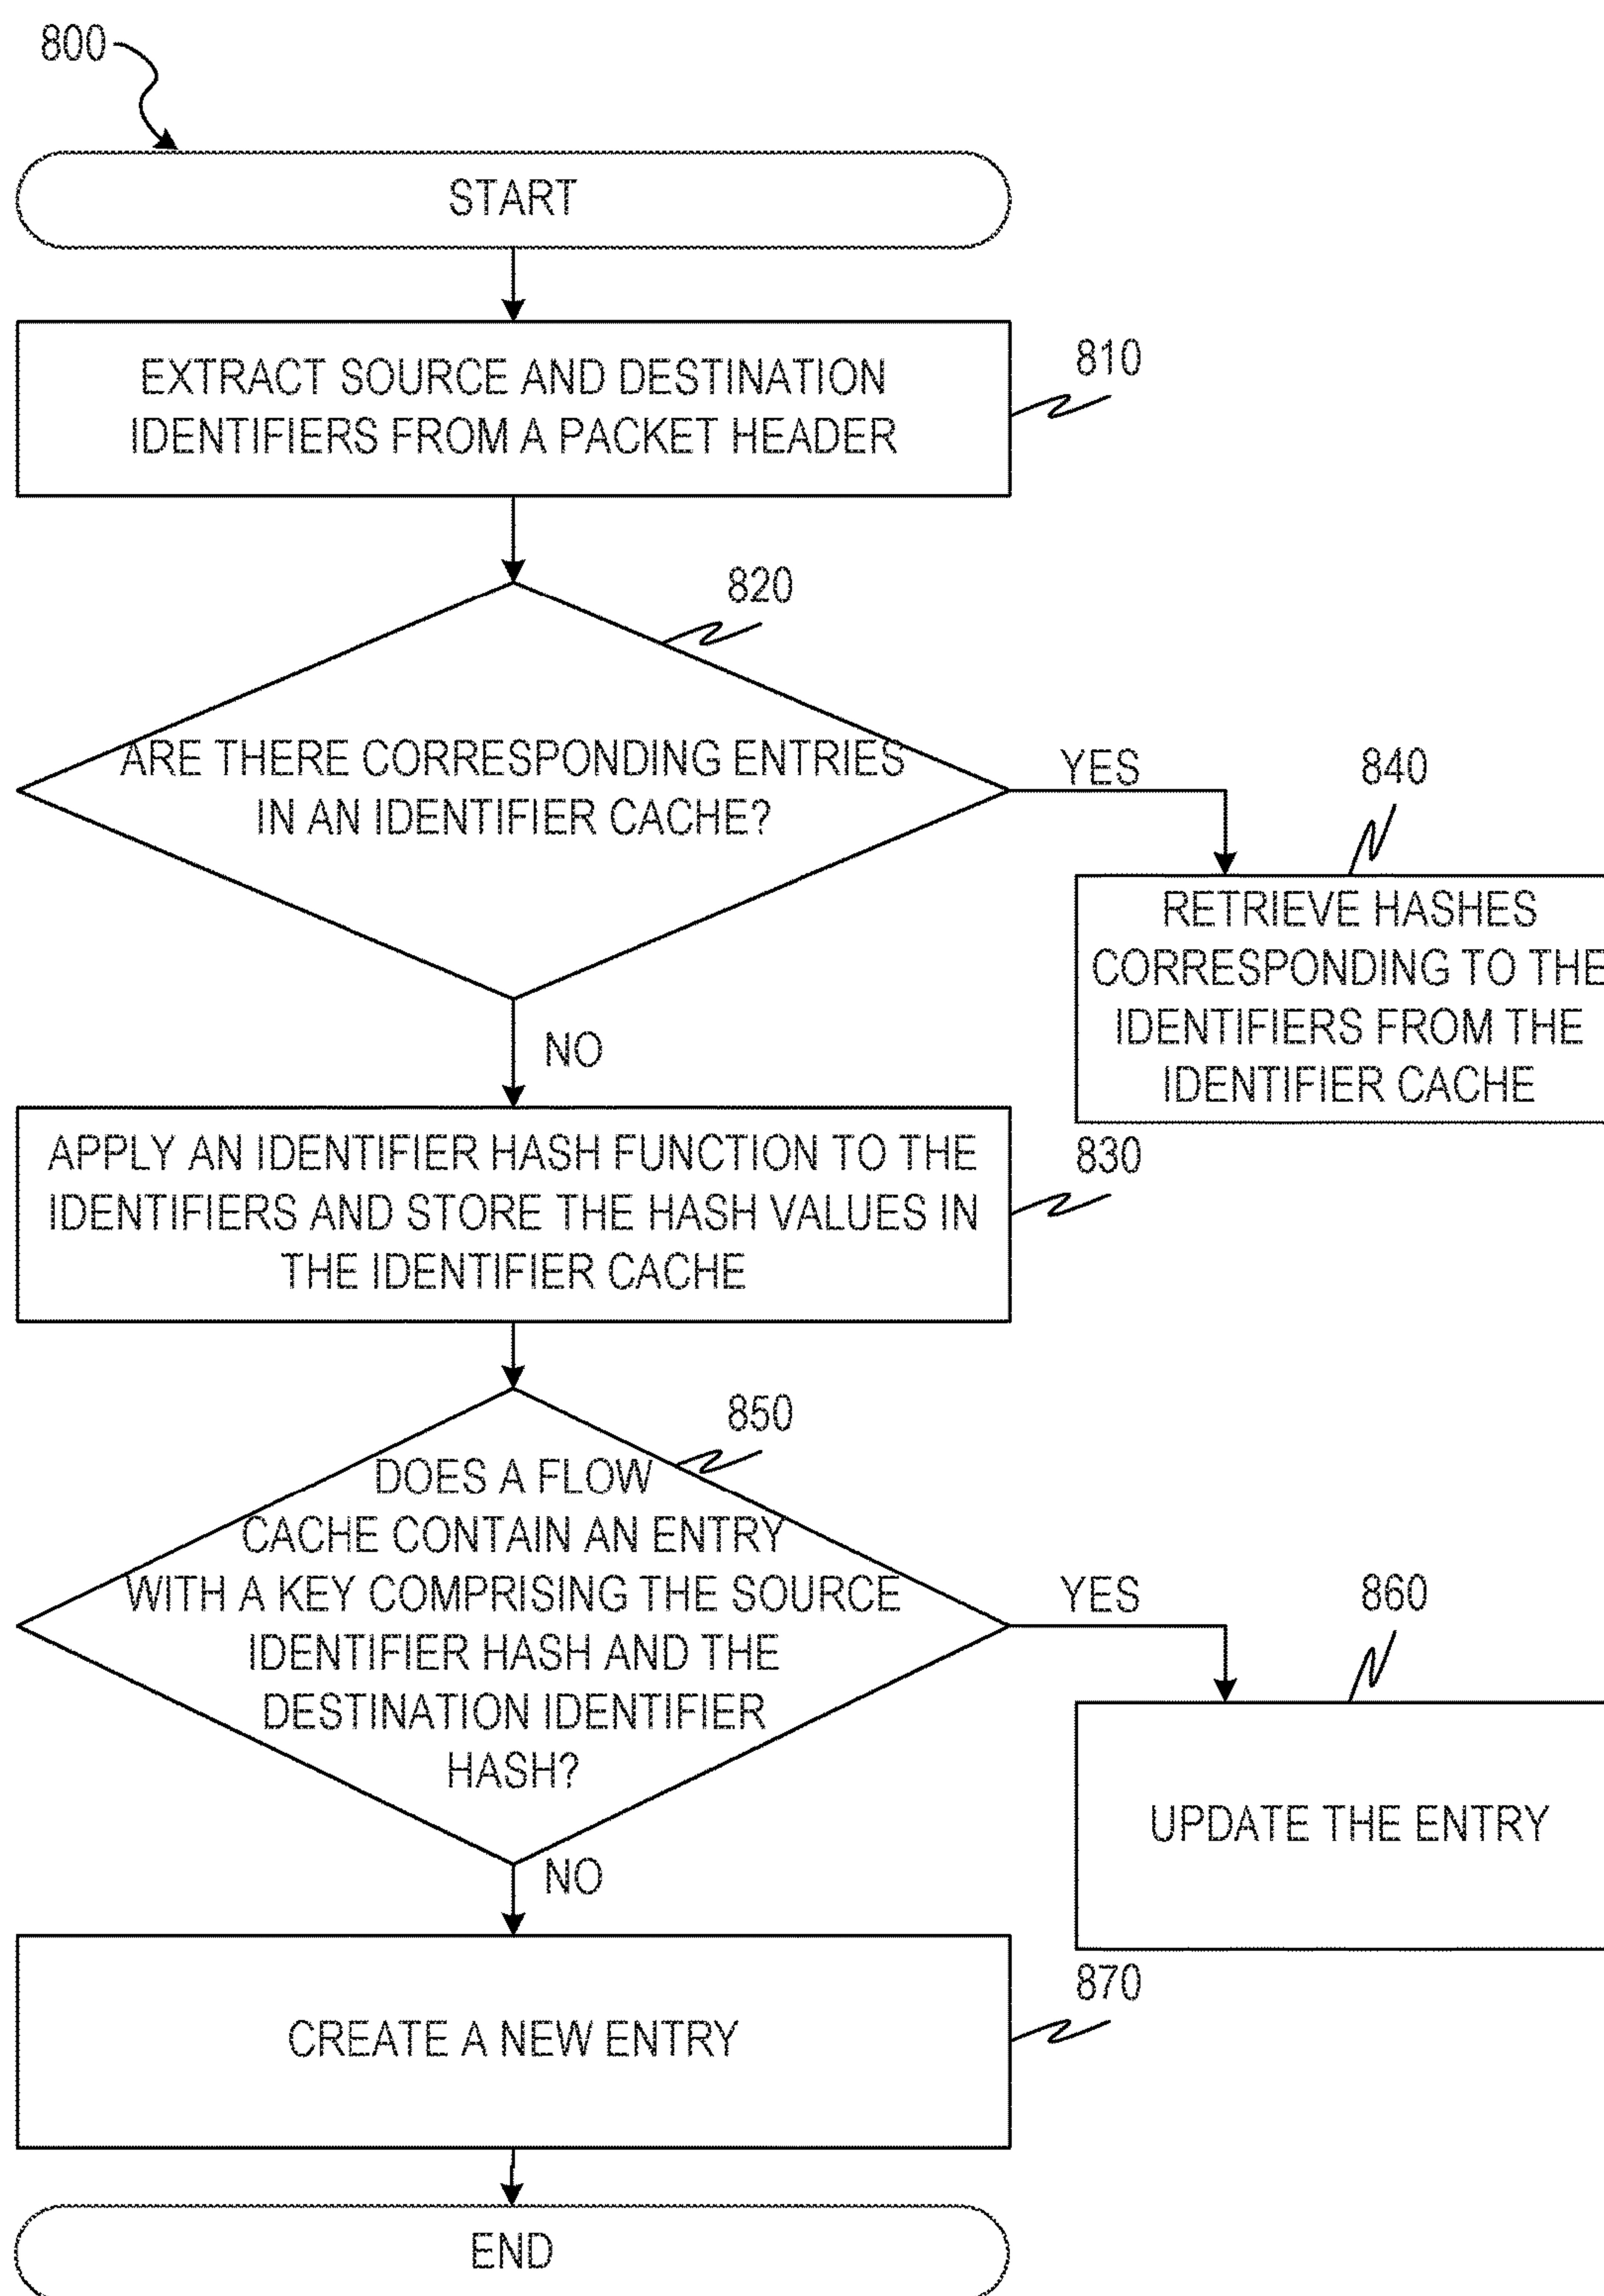 800
START
EXTRACT SOURCE AND DESTINATION
IDENTIFIERS FROM A PACKET HEADER
810
820
ARE THERE CORRESPONDING ENTRIES
IN AN IDENTIFIER CACHE?
YES
840
RETRIEVE HASHES
CORRESPONDING TO THE
IDENTIFIERS FROM THE
IDENTIFIER CACHE
NO
830
APPLY AN IDENTIFIER HASH FUNCTION TO THE
IDENTIFIERS AND STORE THE HASH VALUES IN
THE IDENTIFIER CACHE
850
DOES A FLOW
CACHE CONTAIN AN ENTRY
WITH A KEY COMPRISING THE SOURCE
IDENTIFIER HASH AND THE
DESTINATION IDENTIFIER
HASH?
YES
860
UPDATE THE ENTRY
NO
870
CREATE A NEW ENTRY
END